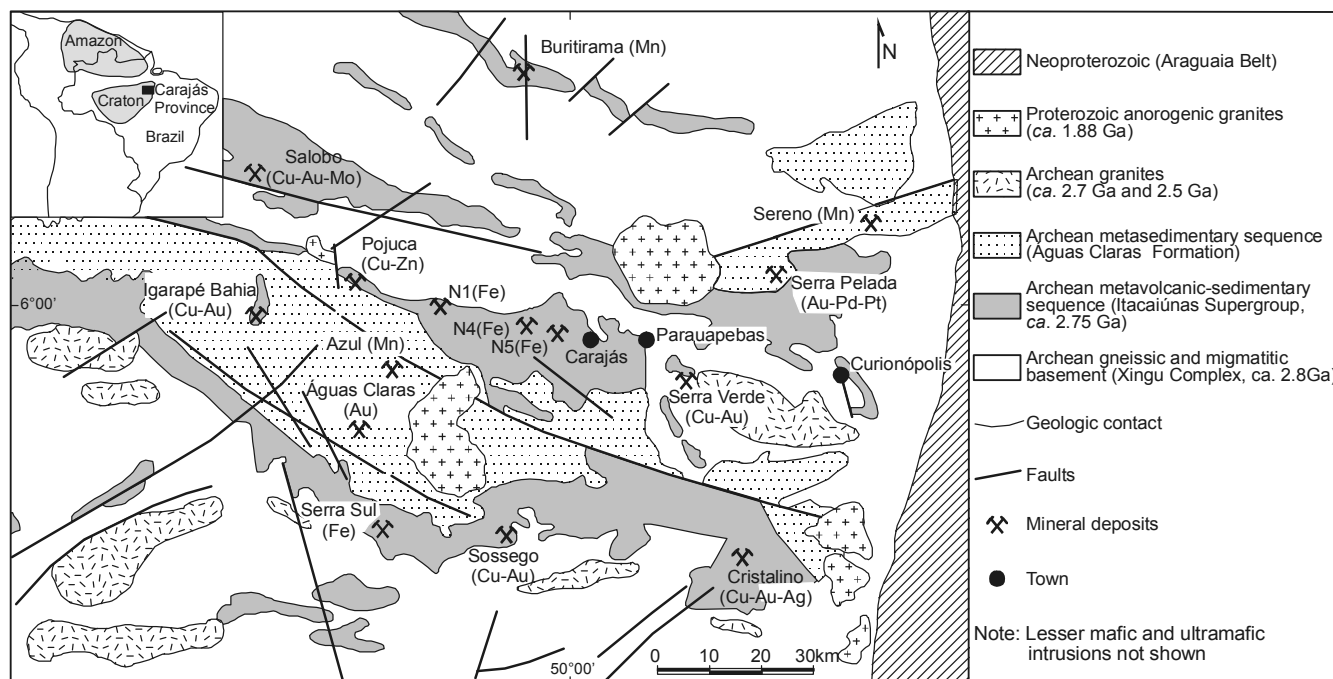 Amazon
Craton
Carajás
Province
Brazil
Buritirama (Mn)
N
Salobo
(Cu-Au-Mo)
Sereno (Mn)
Pojuca
(Cu-Zn)
Serra Pelada
(Au-Pd-Pt)
6°00'
Igarapé Bahia
(Cu-Au)
N1(Fe)
N4(Fe)
N5(Fe)
Carajás
Parauapebas
Azul (Mn)
Curionópolis
Águas Claras
(Au)
Serra Verde
(Cu-Au)
Serra Sul
(Fe)
Sossego
(Cu-Au)
Cristalino
(Cu-Au-Ag)
50°00'
0 10 20 30km
Neoproterozoic (Araguaia Belt)
Proterozoic anorogenic granites
(ca. 1.88 Ga)
Archean granites
(ca. 2.7 Ga and 2.5 Ga)
Archean metasedimentary sequence
(Aguas Claras Formation)
Archean metavolcanic-sedimentary
sequence (Itacaiúnas Supergroup,
ca. 2.75 Ga)
Archean gneissic and migmatitic
basement (Xingu Complex, ca. 2.8Ga)
Geologic contact
Faults
Mineral deposits
Town
Note: Lesser mafic and ultramafic
intrusions not shown